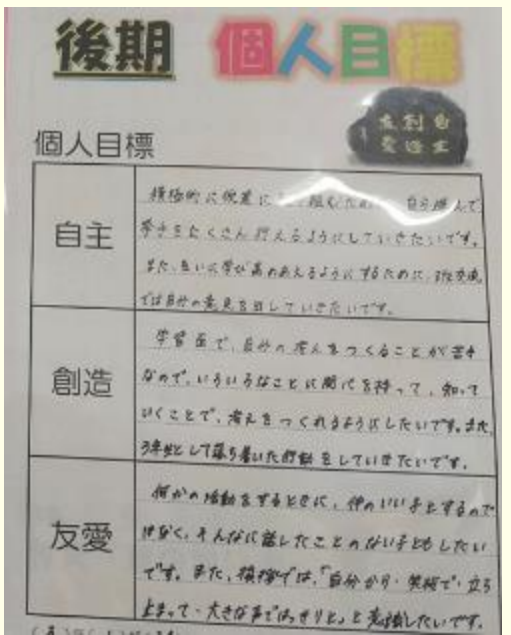 後期 個人目標
友創自
愛造主
個人目標
自主
積極的に授業に取り組むために、自ら進んで
挙手をたくさん行えるようにしていきたいです。
また、互いに学び高めあえるようにするために、班交流
では自分の意見を出していきたいです。
創造
学習面で、自分の考えをつくることが苦手
なので、いろいろなことに関心を持って、知って
いくことで、考えをつくれるようにしたいです。また、
3年生として落ち着いた行動をしていきたいです。
友愛
何かの活動をするときに、仲のいい子とするので
はなく、そんなに話したことのない子ともしたい
です。また、挨拶では、「自分から・笑顔で・立ち
止まって・大きな声ではっきりと」と意識したいです。